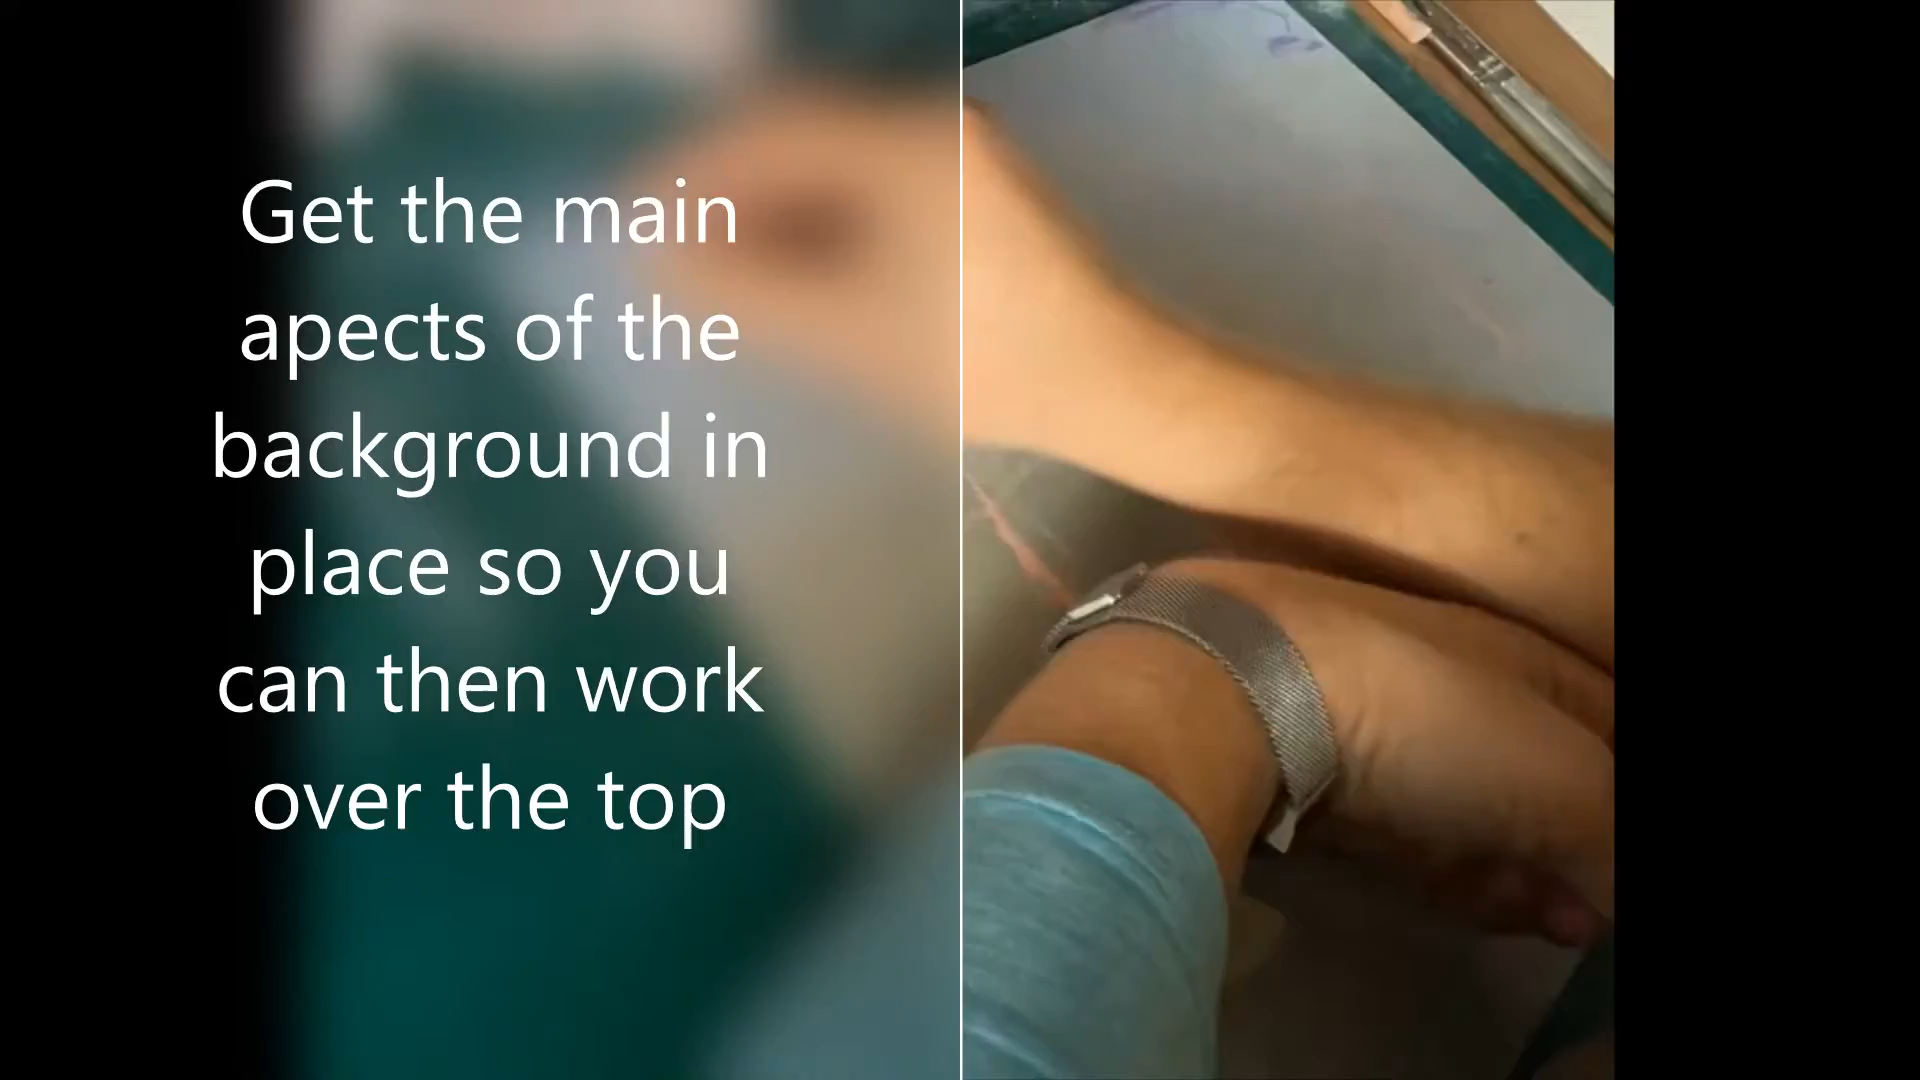 Get the main
apects of the
background in
place so you
can then work
over the top